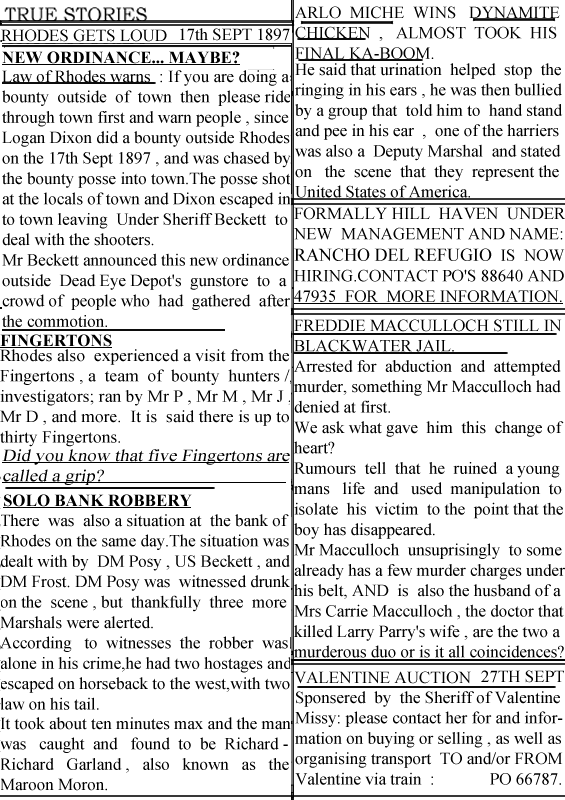 TRUE STORIES
RHODES GETS LOUD 17th SEPT 1897
NEW ORDINANCE... MAYBE?
Law of Rhodes warns : If you are doing a
bounty outside of town then please ride
through town first and warn people , since
Logan Dixon did a bounty outside Rhodes
on the 17th Sept 1897 , and was chased by
the bounty posse into town.The posse shot
at the locals of town and Dixon escaped in
to town leaving Under Sheriff Beckett to
deal with the shooters.
Mr Beckett announced this new ordinance
outside Dead Eye Depot's gunstore to a
crowd of people who had gathered after
the commotion.
FINGERTONS
Rhodes also experienced a visit from the
Fingertons , a team of bounty hunters /
investigators; ran by Mr P , Mr M , Mr J .
Mr D , and more. It is said there is up to
thirty Fingertons.
Did you know that five Fingertons are
called a grip?
SOLO BANK ROBBERY
There was also a situation at the bank of
Rhodes on the same day.The situation was
dealt with by DM Posy , US Beckett , and
DM Frost. DM Posy was witnessed drunk
on the scene , but thankfully three more
Marshals were alerted.
According to witnesses the robber was
alone in his crime,he had two hostages and
escaped on horseback to the west,with two
law on his tail.
It took about ten minutes max and the man
was caught and found to be Richard -
Richard Garland , also known as the
Maroon Moron.
ARLO MICHE WINS DYNAMITE
CHICKEN , ALMOST TOOK HIS
FINAL KA-BOOM.
He said that urination helped stop the
ringing in his ears , he was then bullied
by a group that told him to hand stand
and pee in his ear , one of the harriers
was also a Deputy Marshal and stated
on the scene that they represent the
United States of America.
FORMALLY HILL HAVEN UNDER
NEW MANAGEMENT AND NAME:
RANCHO DEL REFUGIO IS NOW
HIRING.CONTACT PO'S 88640 AND
47935 FOR MORE INFORMATION.
FREDDIE MACCULLOCH STILL IN
BLACKWATER JAIL.
Arrested for abduction and attempted
murder, something Mr Macculloch had
denied at first.
We ask what gave him this change of
heart?
Rumours tell that he ruined a young
mans life and used manipulation to
isolate his victim to the point that the
boy has disappeared.
Mr Macculloch unsuprisingly to some
already has a few murder charges under
his belt, AND is also the husband of a
Mrs Carrie Macculloch , the doctor that
killed Larry Parry's wife , are the two a
murderous duo or is it all coincidences?
VALENTINE AUCTION 27TH SEPT
Sponsered by the Sheriff of Valentine
Missy: please contact her for and infor-
mation on buying or selling , as well as
organising transport TO and/or FROM
Valentine via train : PO 66787.